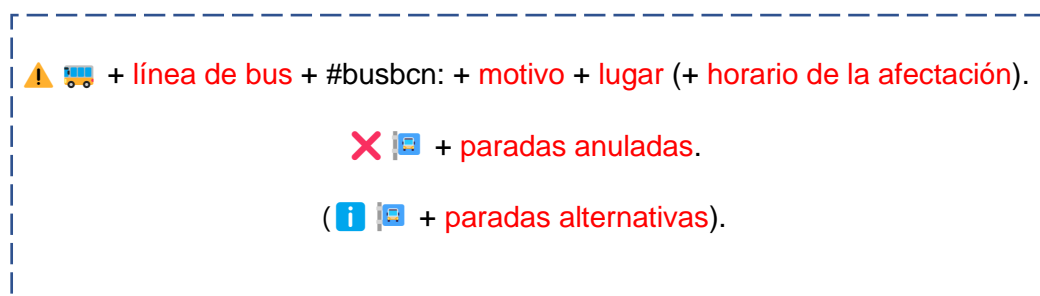 ⚠️ 🚌 + línea de bus + #busbcn: + motivo + lugar (+ horario de la afectación).
❌ 🚏 + paradas anuladas.
( ℹ️ 🚏 + paradas alternativas).